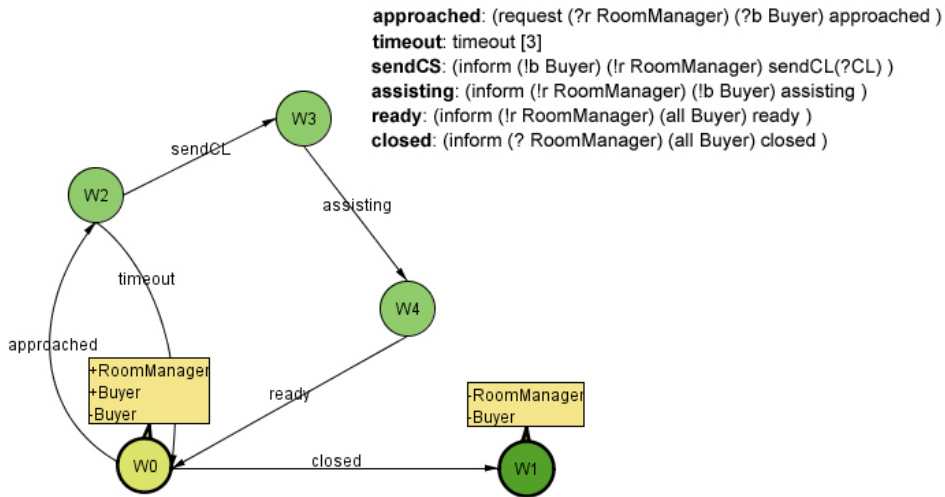 approached: (request (?r RoomManager) (?b Buyer) approached )
timeout: timeout [3]
sendCS: (inform (!b Buyer) (!r RoomManager) sendCL(?CL) )
assisting: (inform (!r RoomManager) (!b Buyer) assisting )
ready: (inform (!r RoomManager) (all Buyer) ready )
closed: (inform (? RoomManager) (all Buyer) closed )
W3
sendCL
W2
assisting
timeout
W4
approached
+RoomManager
+Buyer
-Buyer
ready
-RoomManager
-Buyer
W0
closed
W1